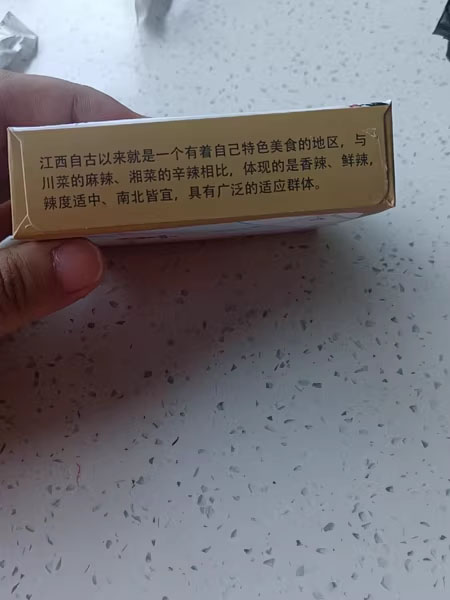 江西自古以来就是一个有着自己特色美食的地区，与
川菜的麻辣、湘菜的辛辣相比，体现的是香辣、鲜辣，
辣度适中、南北皆宜，具有广泛的适应群体。